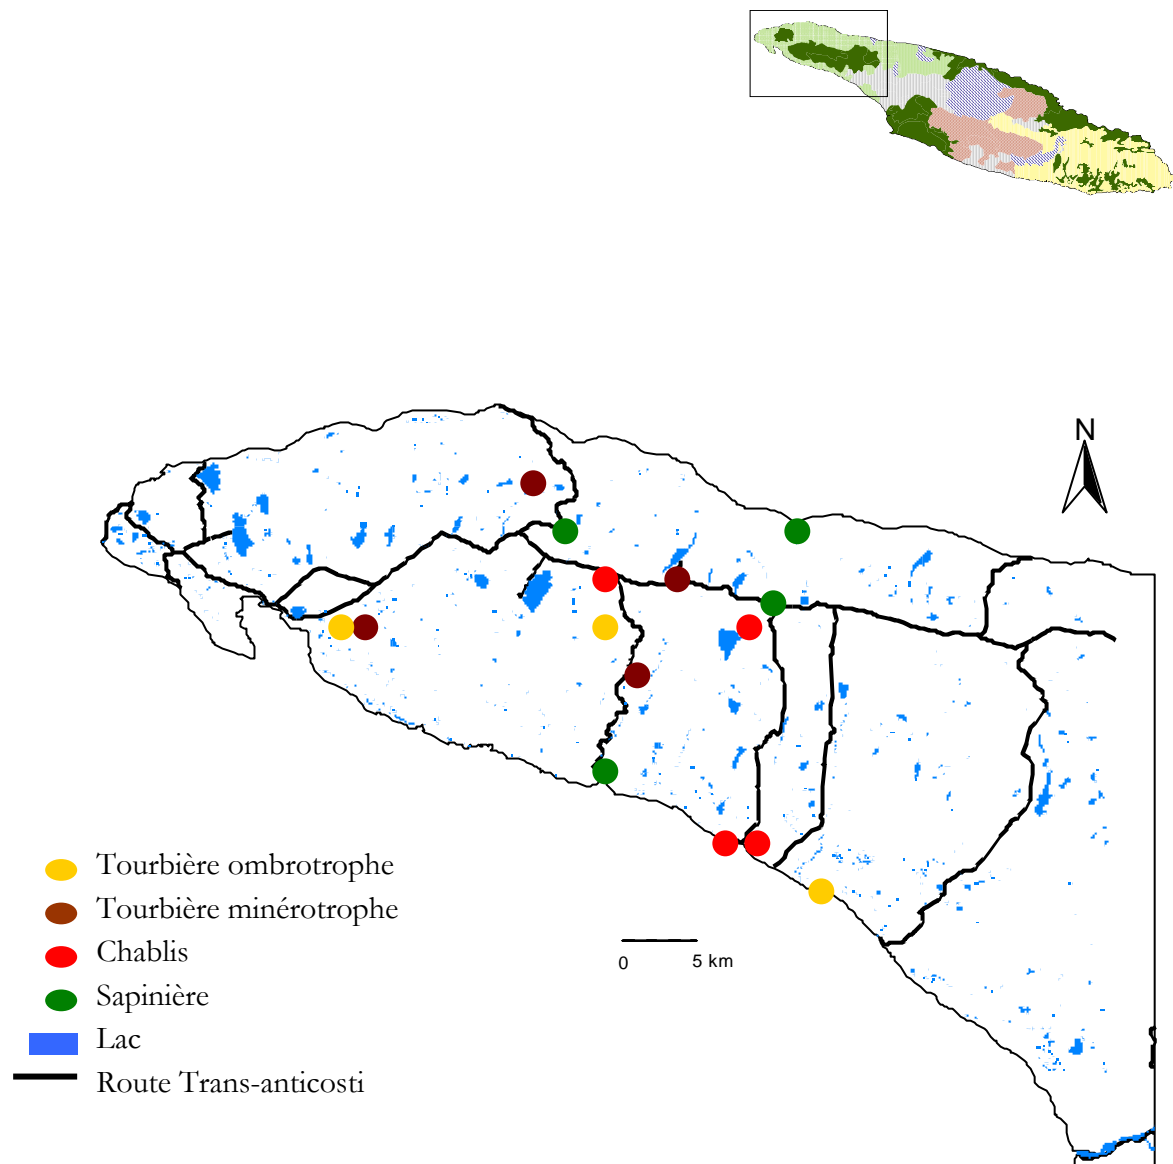 N
Tourbière ombrotrophe
Tourbière minérotrophe
Chablis
Sapinière
Lac
Route Trans-anticosti
0 5 km